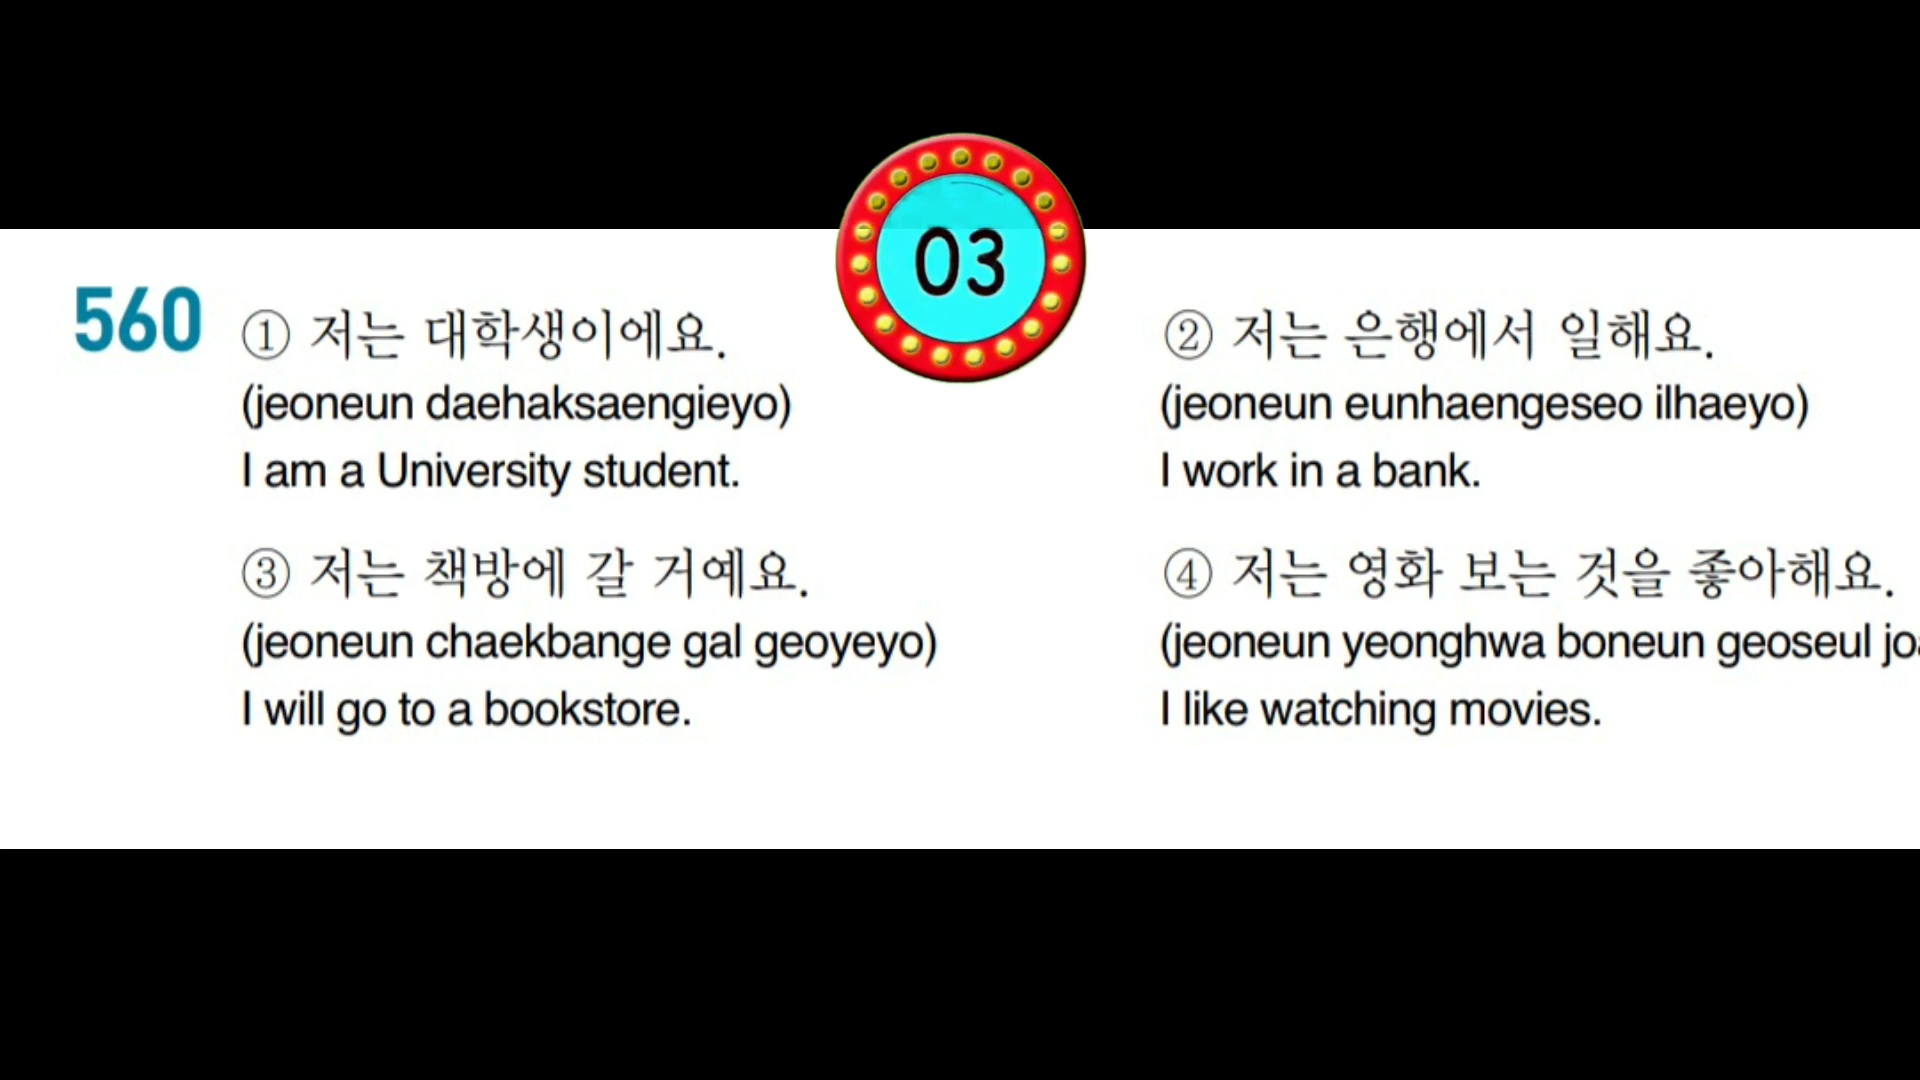 03
560
① 저는 대학생이에요.
(jeoneun daehaksaengieyo)
I am a University student.
② 저는 은행에서 일해요.
(jeoneun eunhaengeseo ilhaeyo)
I work in a bank.
③ 저는 책방에 갈 거예요.
(jeoneun chaekbange gal geoyeyo)
I will go to a bookstore.
④ 저는 영화 보는 것을 좋아해요.
(jeoneun yeonghwa boneun geoseul
I like watching movies.